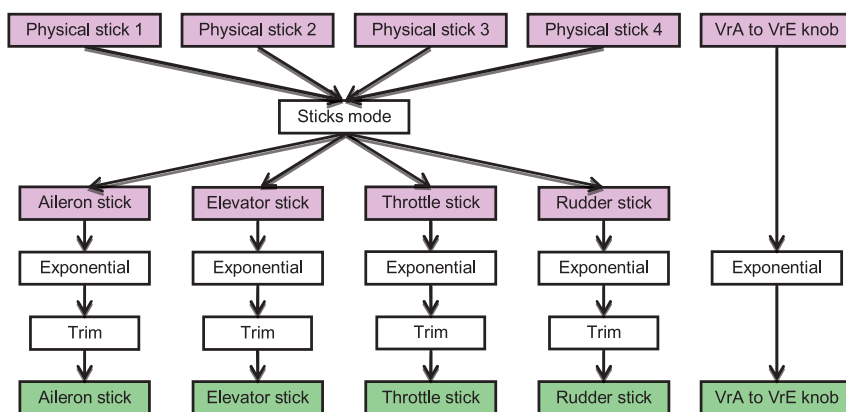 Physical stick 1
Physical stick 2
Physical stick 3
Physical stick 4
VrA to VrE knob
Sticks mode
Aileron stick
Elevator stick
Throttle stick
Rudder stick
Exponential
Exponential
Exponential
Exponential
Exponential
Trim
Trim
Trim
Trim
Aileron stick
Elevator stick
Throttle stick
Rudder stick
VrA to VrE knob